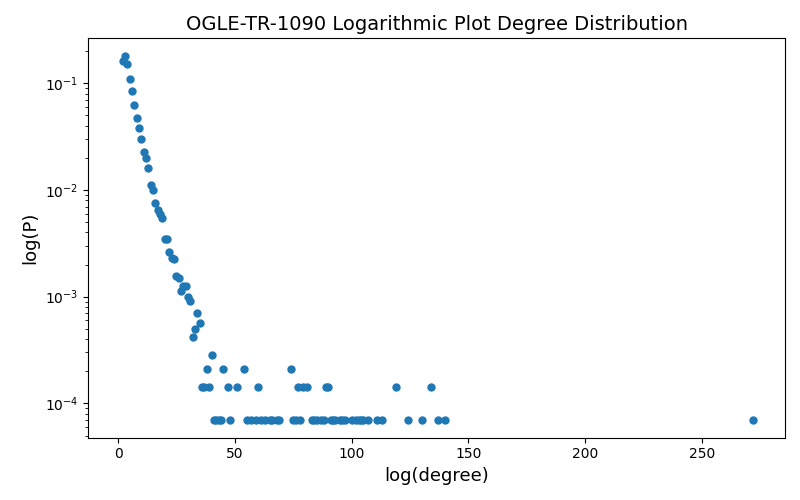 OGLE-TR-1090 Logarithmic Plot Degree Distribution
log(P)
10⁻¹
10⁻²
10⁻³
10⁻⁴
0 50 100 150 200 250
log(degree)